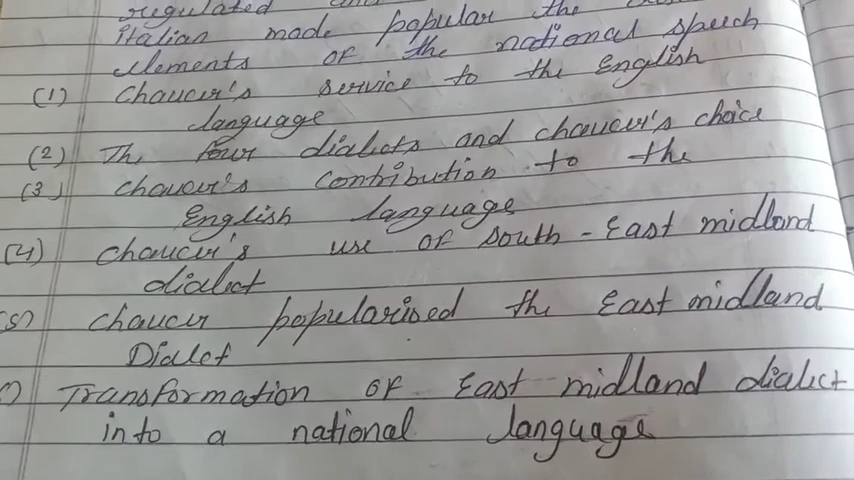 regulated and
italian made popular the
elements of the national speech
(1) Chaucer's service to the English
language
(2) The four dialects and chaucer's choice
(3) Chaucer's contribution to the
English language
(4) Chaucer's use of south-East midland
dialect
(5) Chaucer popularised the East midland
Dialect
) Transformation of East midland dialect
into a national language